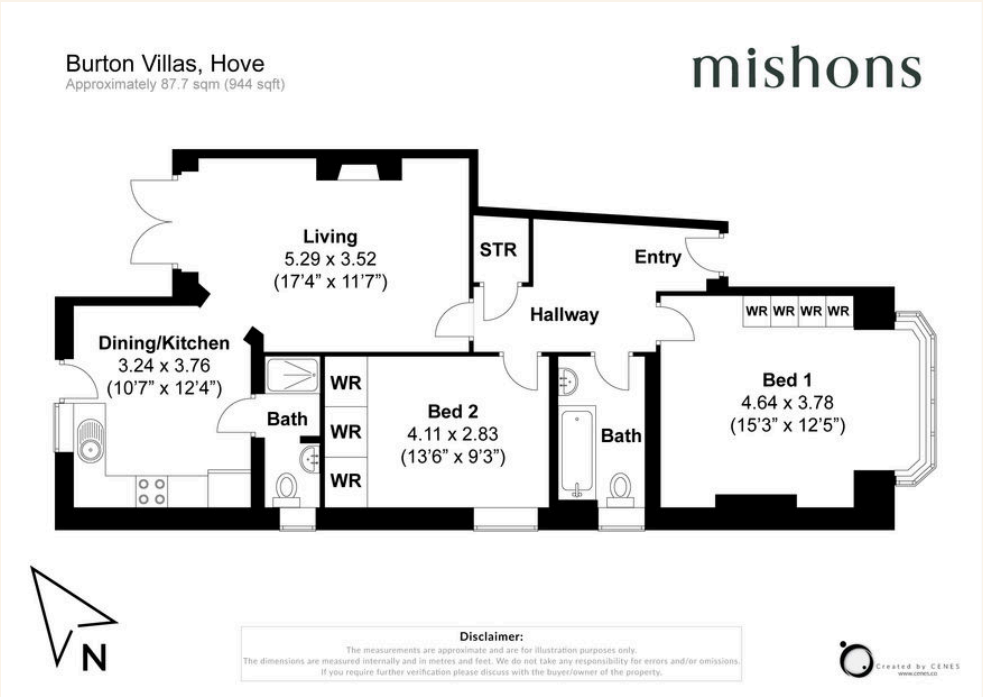 Burton Villas, Hove
Approximately 87.7 sqm (944 sqft)
mishons
Living
5.29 x 3.52
(17'4" x 11'7")
STR
Entry
Hallway
WR WR WR WR
Dining/Kitchen
3.24 x 3.76
(10'7" x 12'4")
Bath
WR
WR
WR
Bed 2
4.11 x 2.83
(13'6" x 9'3")
Bath
Bed 1
4.64 x 3.78
(15'3" x 12'5")
N
Disclaimer:
The measurements are approximate and are for illustration purposes only.
The dimensions are measured internally and in metres and feet. We do not take any responsibility for errors and/or omissions.
If you require further verification please discuss with the buyer/owner of the property.
Created by CENES
www.cenes.co